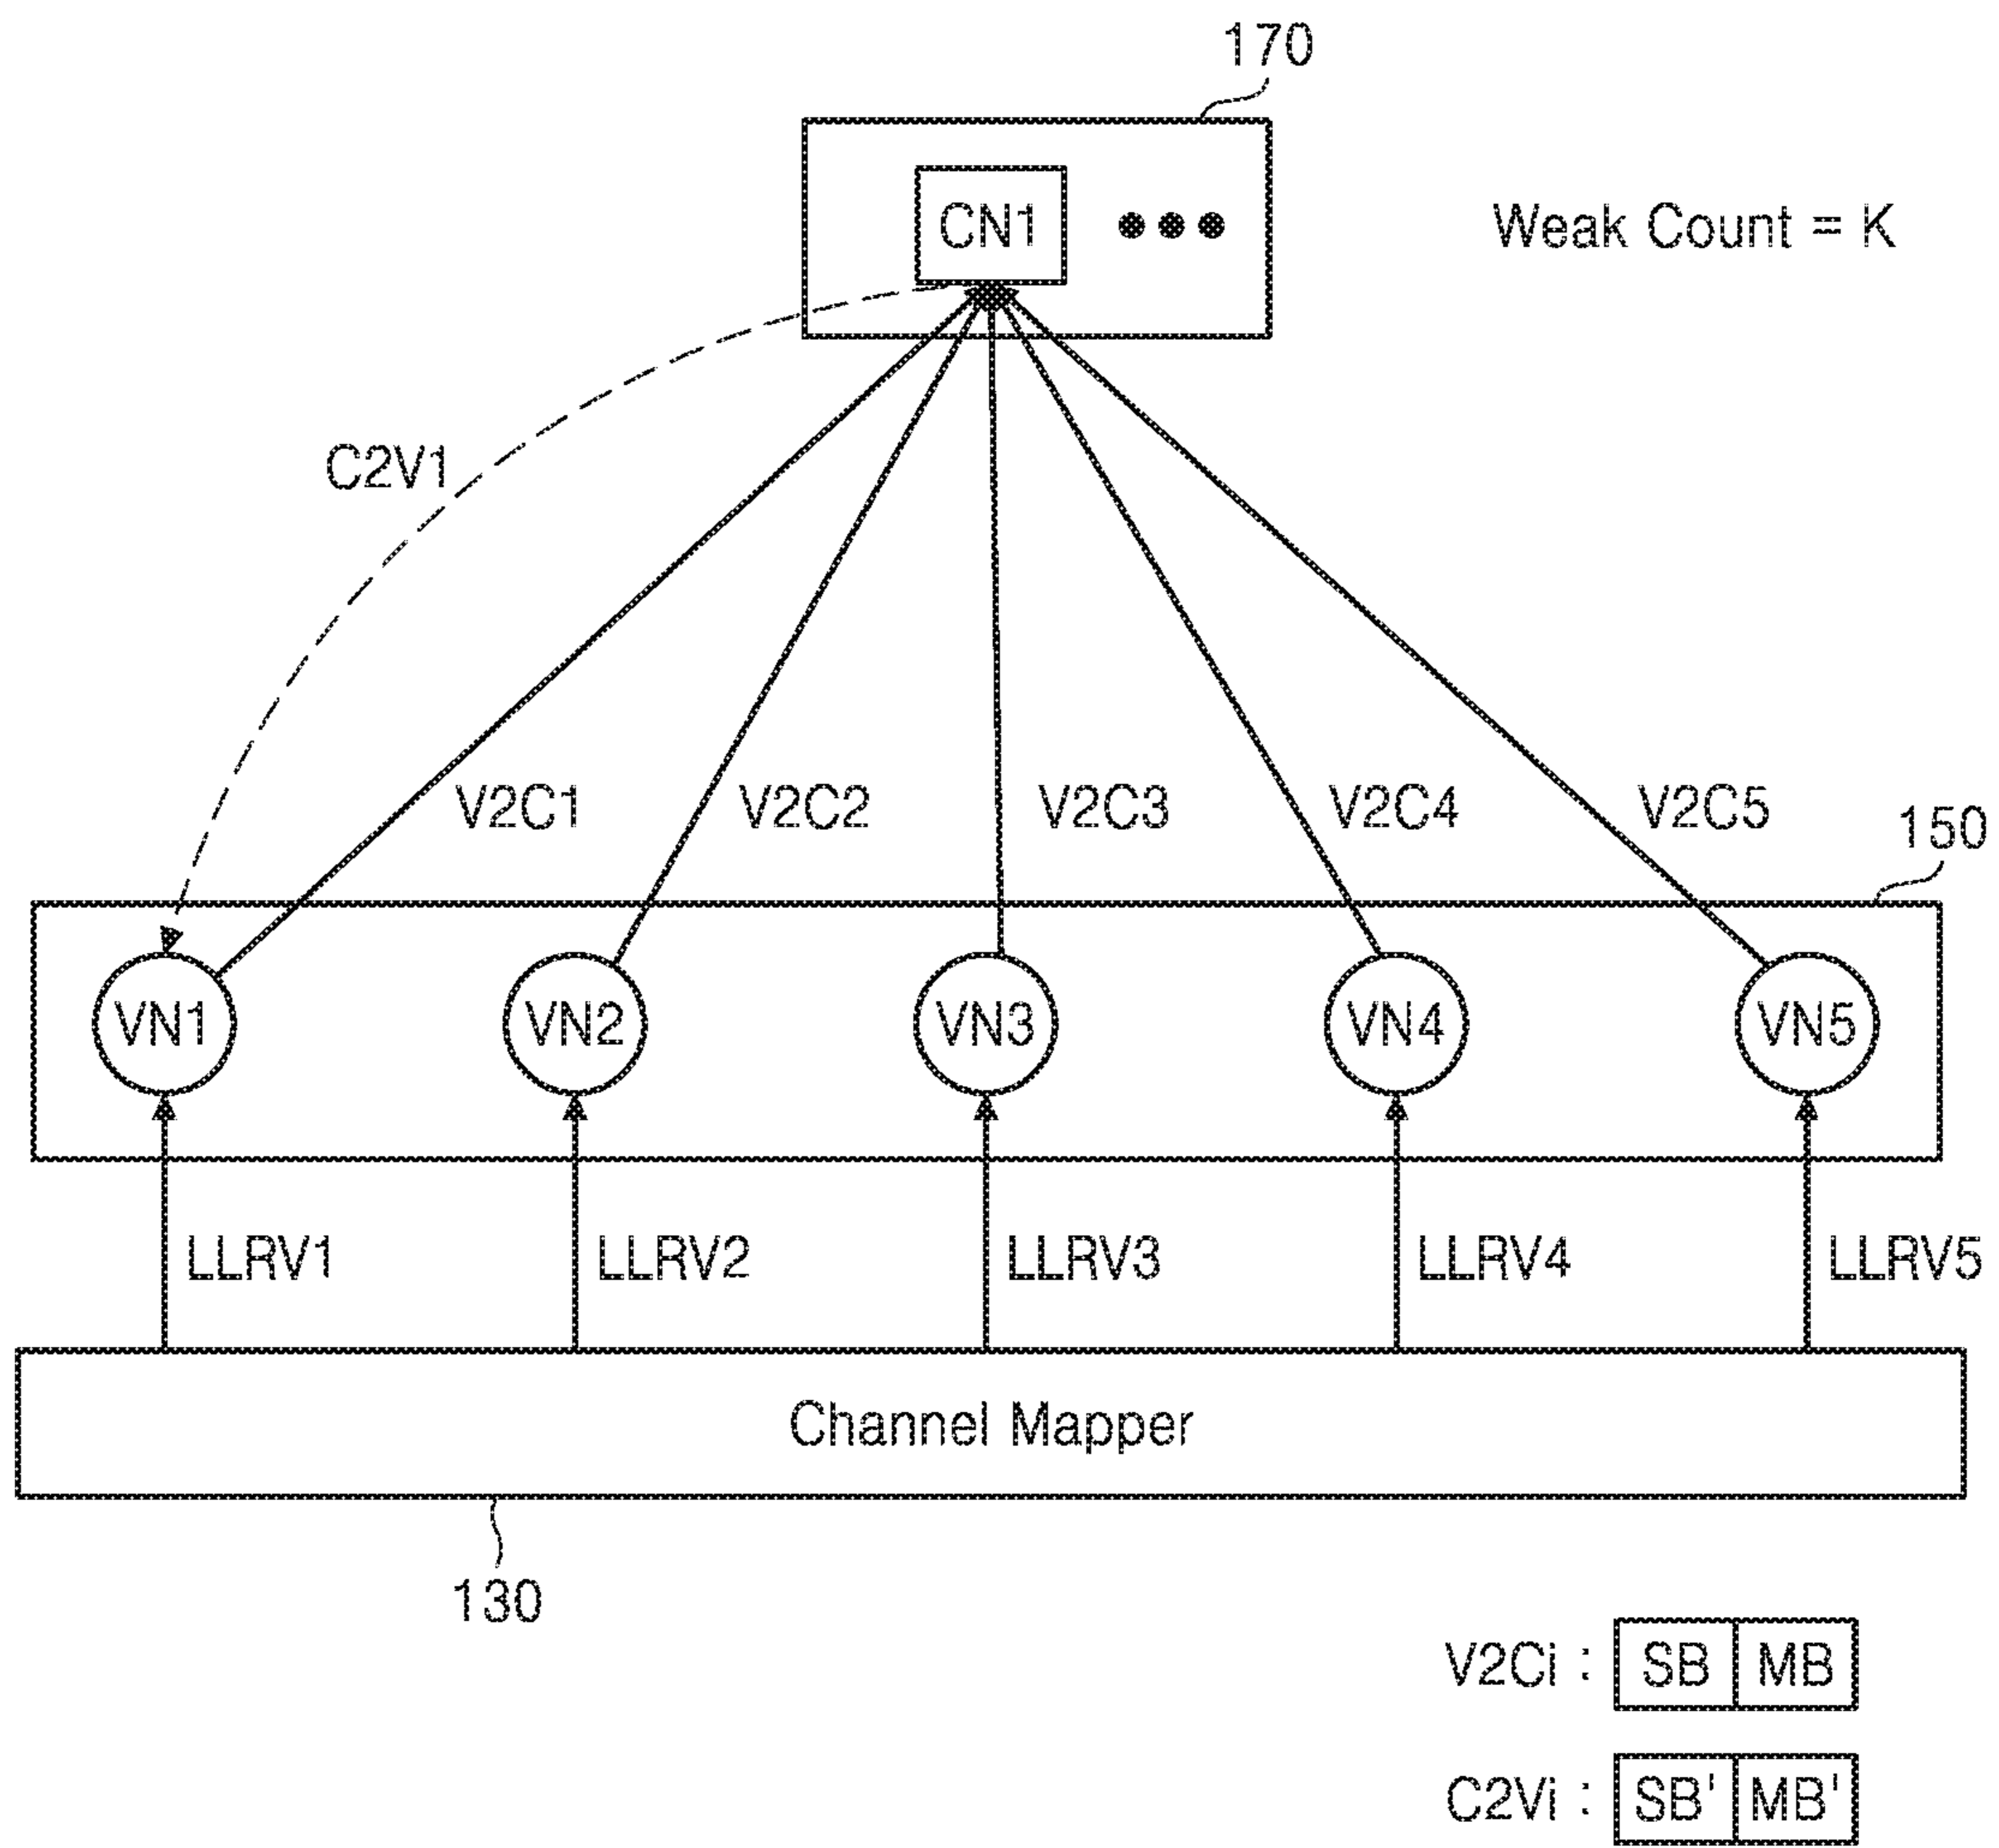 170
CN1
Weak Count = K
C2V1
V2C1 V2C2 V2C3 V2C4 V2C5
150
VN1 VN2 VN3 VN4 VN5
LLRV1 LLRV2 LLRV3 LLRV4 LLRV5
Channel Mapper
130
V2Ci : SB MB
C2Vi : SB' MB'